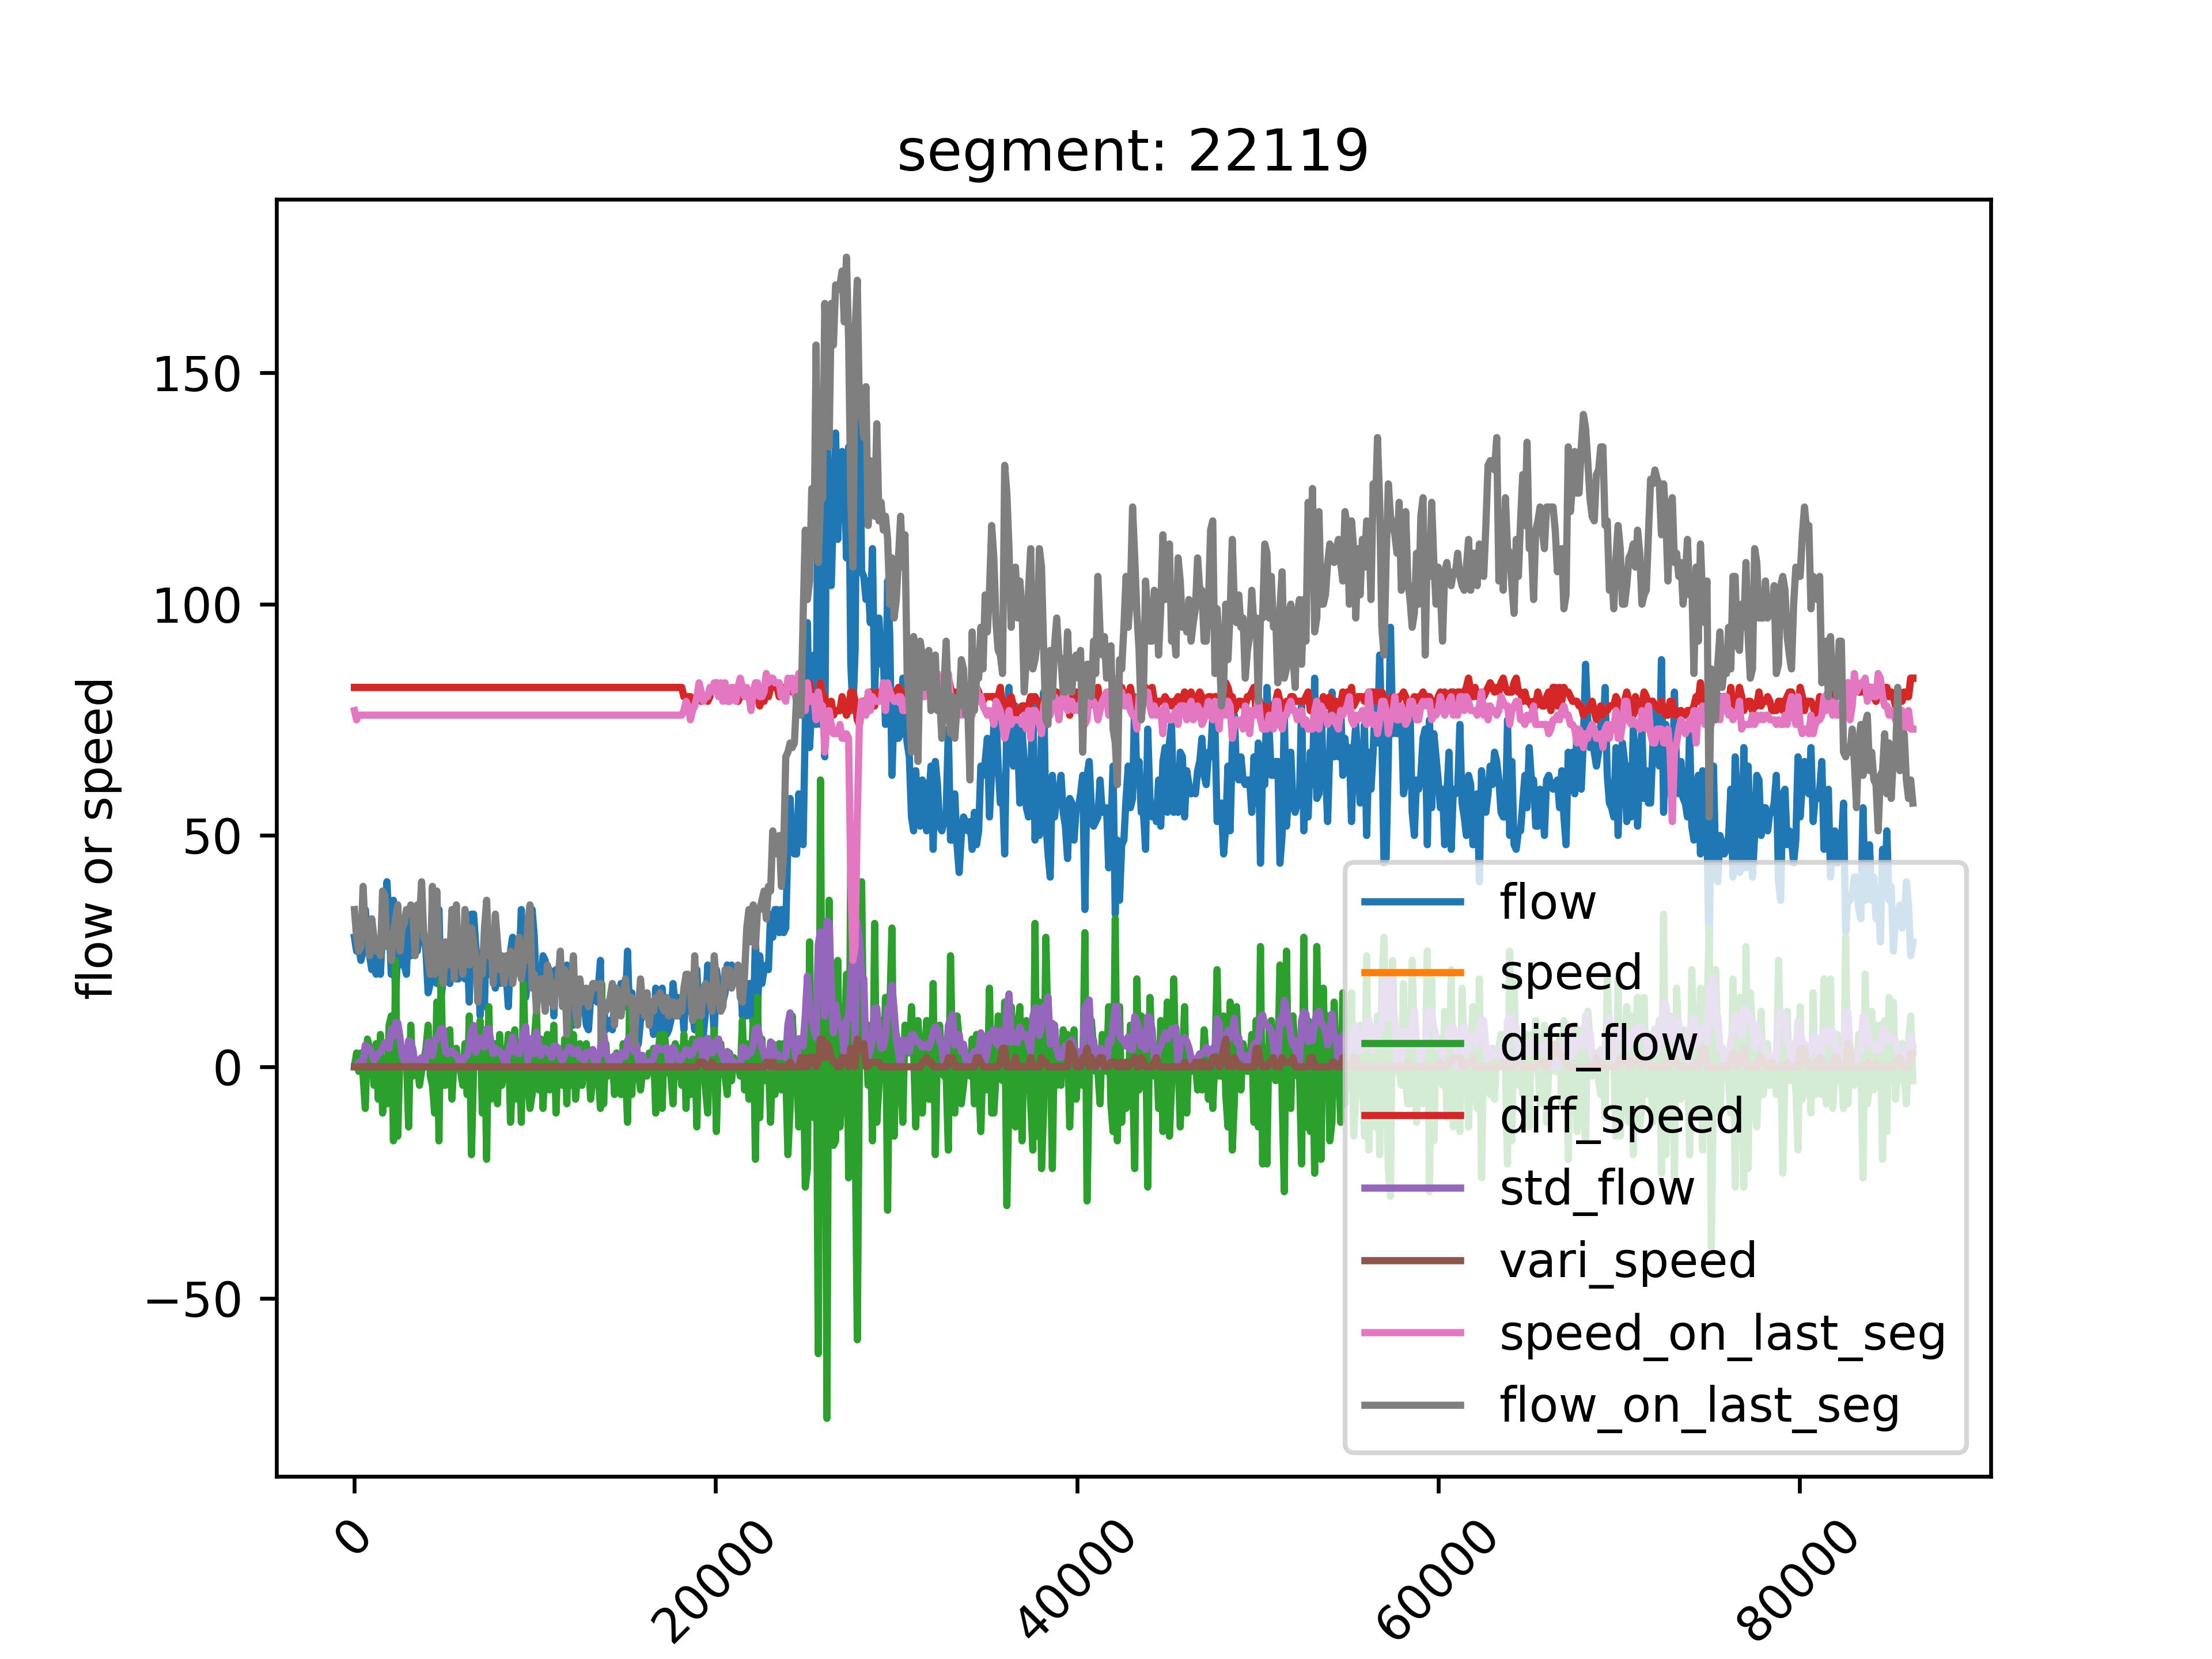 segment: 22119
flow or speed
150
100
50
0
−50
0
20000
40000
60000
80000
flow
speed
diff_flow
diff_speed
std_flow
vari_speed
speed_on_last_seg
flow_on_last_seg